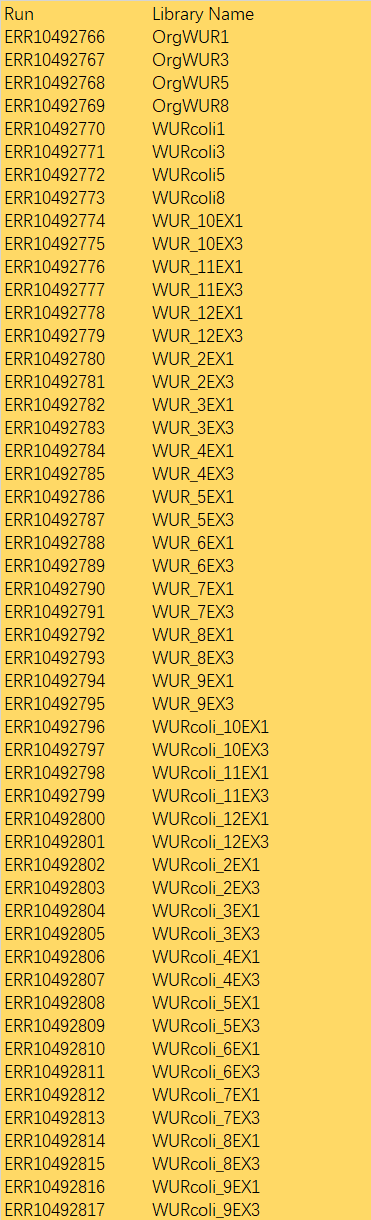 Run Library Name
ERR10492766 OrgWUR1
ERR10492767 OrgWUR3
ERR10492768 OrgWUR5
ERR10492769 OrgWUR8
ERR10492770 WURcoli1
ERR10492771 WURcoli3
ERR10492772 WURcoli5
ERR10492773 WURcoli8
ERR10492774 WUR_10EX1
ERR10492775 WUR_10EX3
ERR10492776 WUR_11EX1
ERR10492777 WUR_11EX3
ERR10492778 WUR_12EX1
ERR10492779 WUR_12EX3
ERR10492780 WUR_2EX1
ERR10492781 WUR_2EX3
ERR10492782 WUR_3EX1
ERR10492783 WUR_3EX3
ERR10492784 WUR_4EX1
ERR10492785 WUR_4EX3
ERR10492786 WUR_5EX1
ERR10492787 WUR_5EX3
ERR10492788 WUR_6EX1
ERR10492789 WUR_6EX3
ERR10492790 WUR_7EX1
ERR10492791 WUR_7EX3
ERR10492792 WUR_8EX1
ERR10492793 WUR_8EX3
ERR10492794 WUR_9EX1
ERR10492795 WUR_9EX3
ERR10492796 WURcoli_10EX1
ERR10492797 WURcoli_10EX3
ERR10492798 WURcoli_11EX1
ERR10492799 WURcoli_11EX3
ERR10492800 WURcoli_12EX1
ERR10492801 WURcoli_12EX3
ERR10492802 WURcoli_2EX1
ERR10492803 WURcoli_2EX3
ERR10492804 WURcoli_3EX1
ERR10492805 WURcoli_3EX3
ERR10492806 WURcoli_4EX1
ERR10492807 WURcoli_4EX3
ERR10492808 WURcoli_5EX1
ERR10492809 WURcoli_5EX3
ERR10492810 WURcoli_6EX1
ERR10492811 WURcoli_6EX3
ERR10492812 WURcoli_7EX1
ERR10492813 WURcoli_7EX3
ERR10492814 WURcoli_8EX1
ERR10492815 WURcoli_8EX3
ERR10492816 WURcoli_9EX1
ERR10492817 WURcoli_9EX3